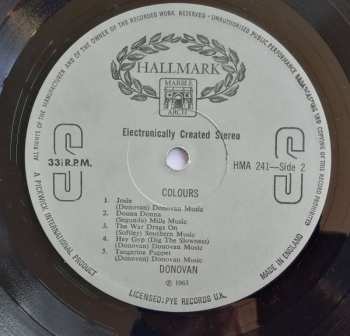 ALL RIGHTS OF THE MANUFACTURER AND OF THE OWNER OF THE RECORDED WORK RESERVED · UNAUTHORISED PUBLIC PERFORMANCE BROADCASTING AND COPYING OF THIS RECORD PROHIBITED
HALLMARK
MARBLE
ARCH
Electronically Created Stereo
S
S
33⅓ R.P.M.
HMA 241—Side 2
COLOURS
1. Josie
(Donovan) Donovan Music
2. Donna Donna
(Segunda) Mills Music
3. The War Drags On
(Softley) Southern Music
4. Hey Gyp (Dig The Slowness)
(Donovan) Donovan Music
5. Tangerine Puppet
(Donovan) Donovan Music
DONOVAN
A PICKWICK INTERNATIONAL PRODUCT
MADE IN ENGLAND
LICENSED: PYE RECORDS U.K.